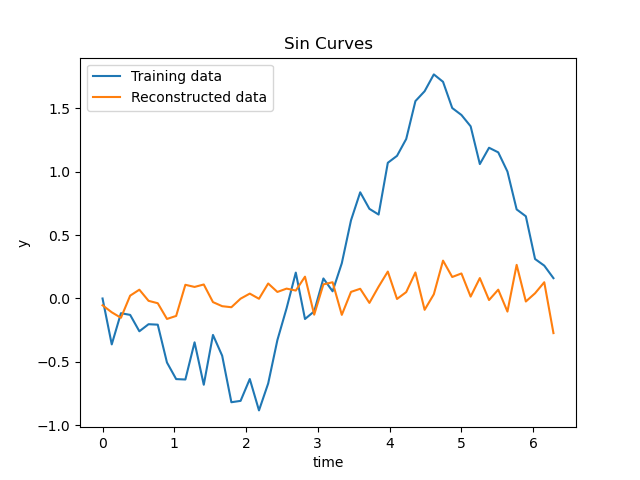 Sin Curves
Training data
Reconstructed data
1.5
1.0
0.5
0.0
−0.5
−1.0
y
0 1 2 3 4 5 6
time